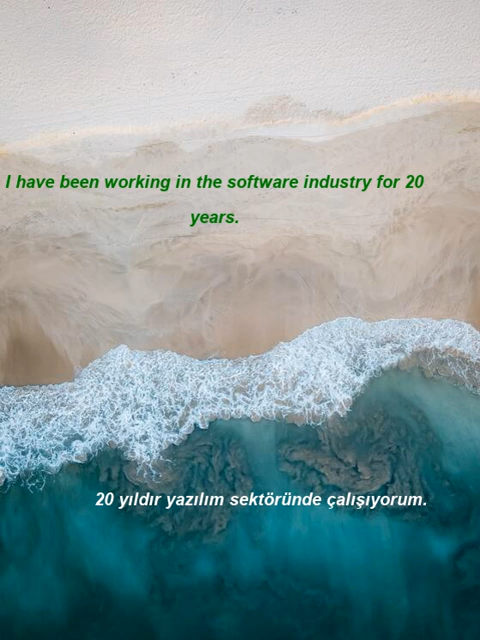 I have been working in the software industry for 20
years.
20 yıldır yazılım sektöründe çalışıyorum.